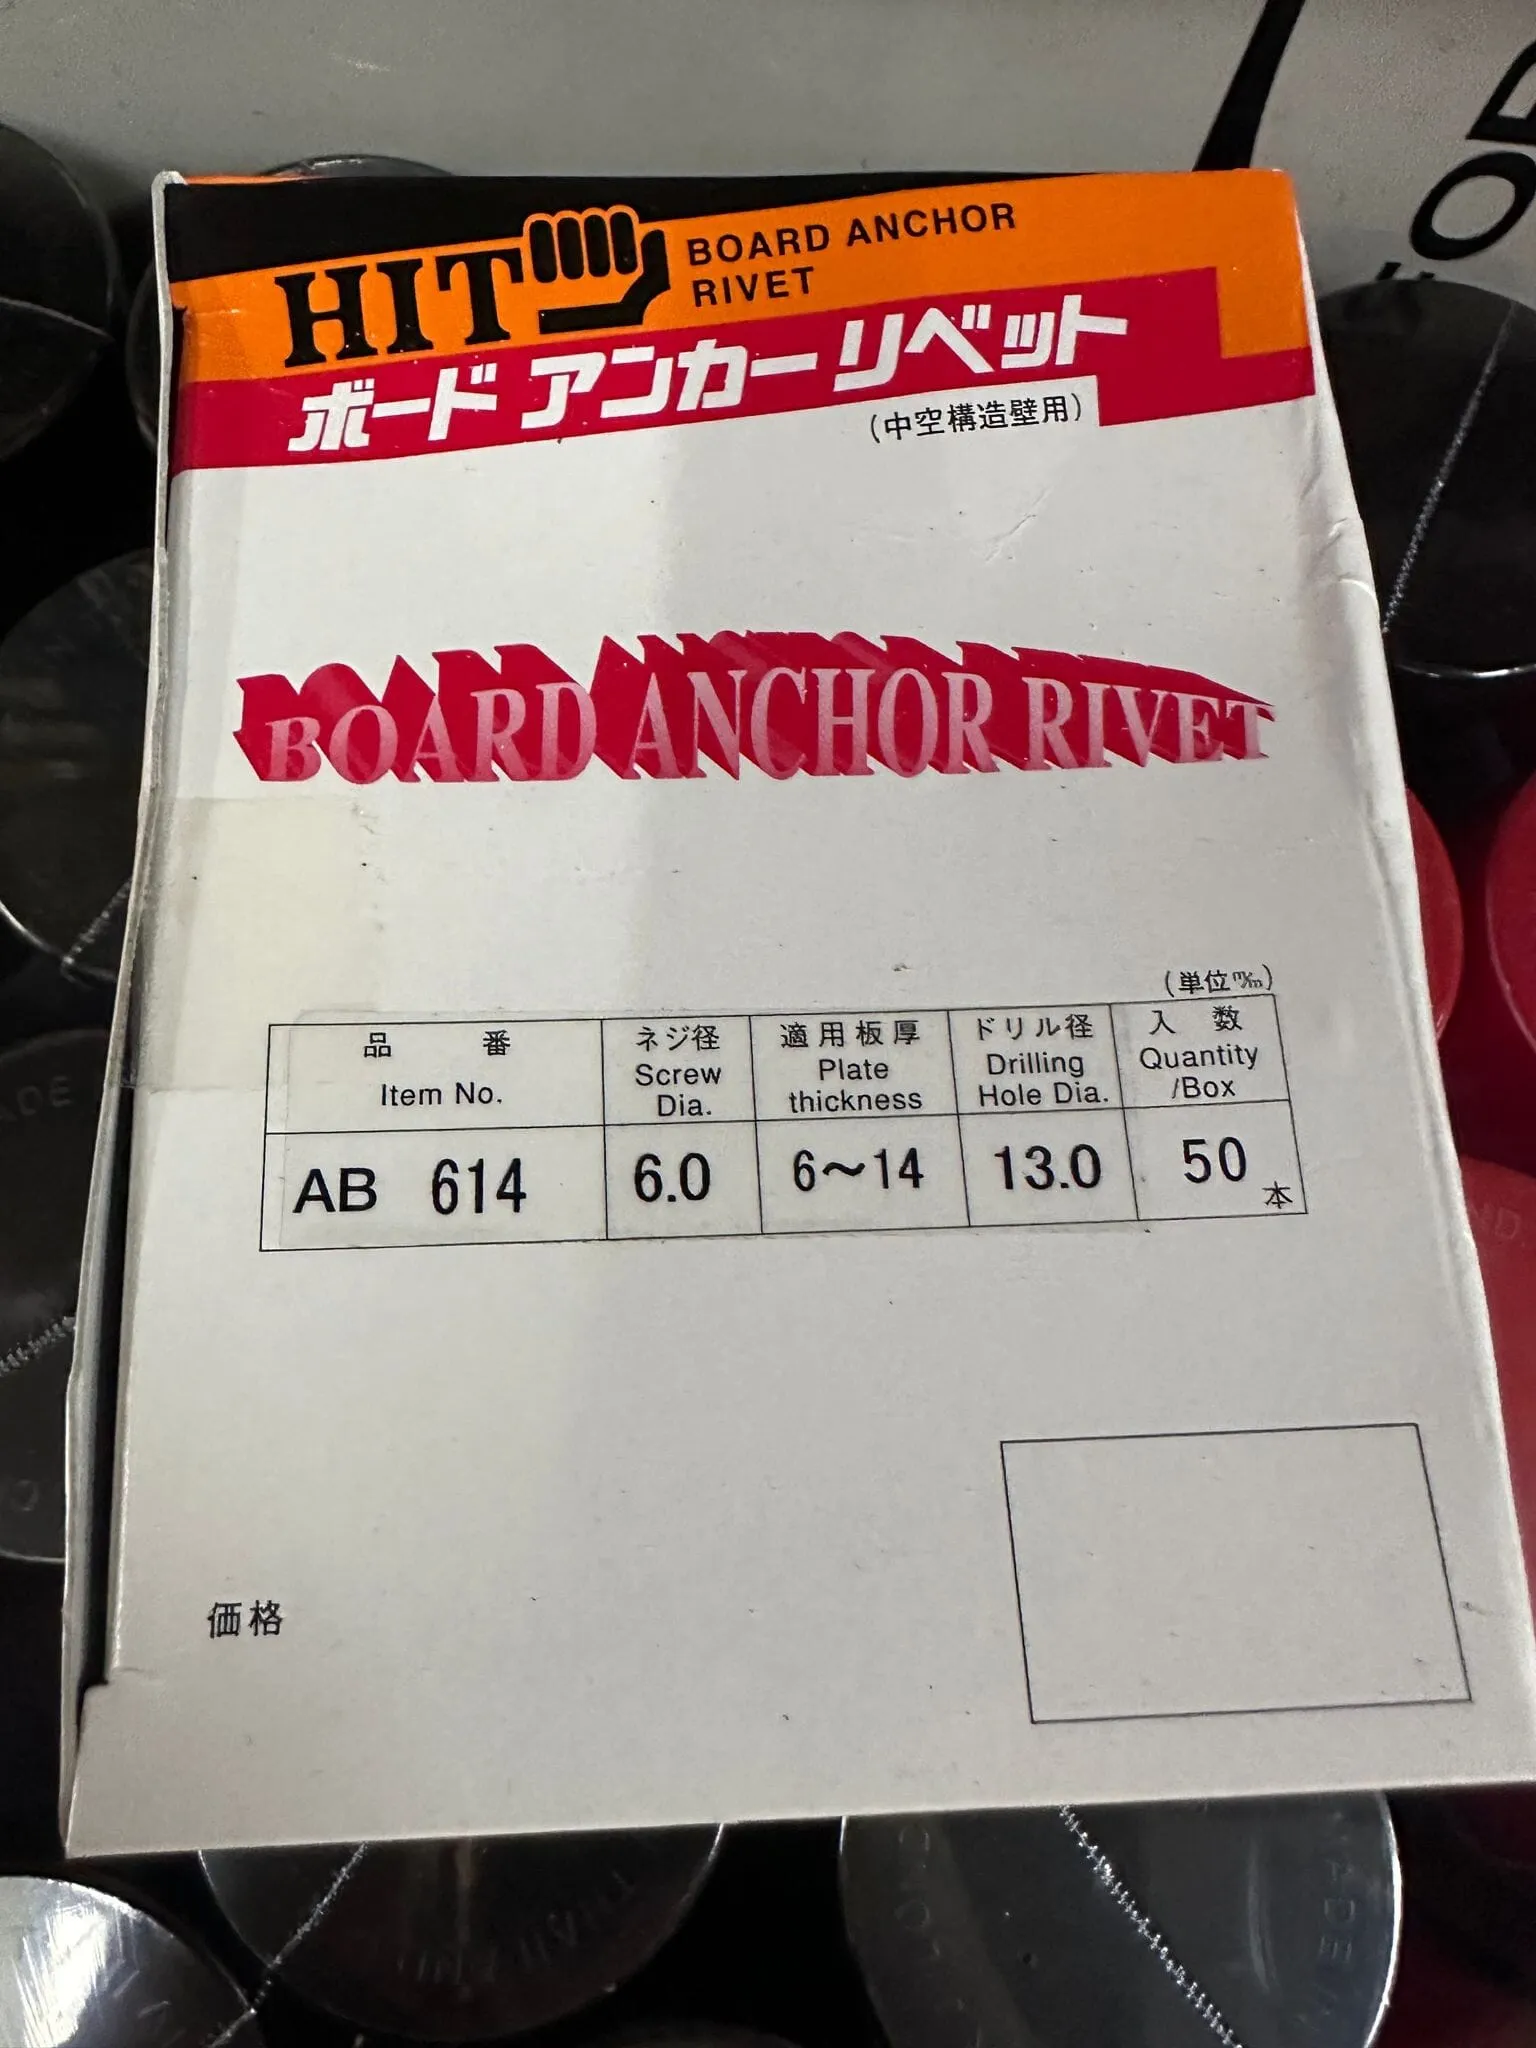 HIT
BOARD ANCHOR
RIVET
ボード アンカー リベット
(中空構造壁用)
BOARD ANCHOR RIVET
(単位 ㎜)
品番 ネジ径 適用板厚 ドリル径 入数
Item No. Screw Dia. Plate thickness Drilling Hole Dia. Quantity /Box
AB 614 6.0 6～14 13.0 50本
価格